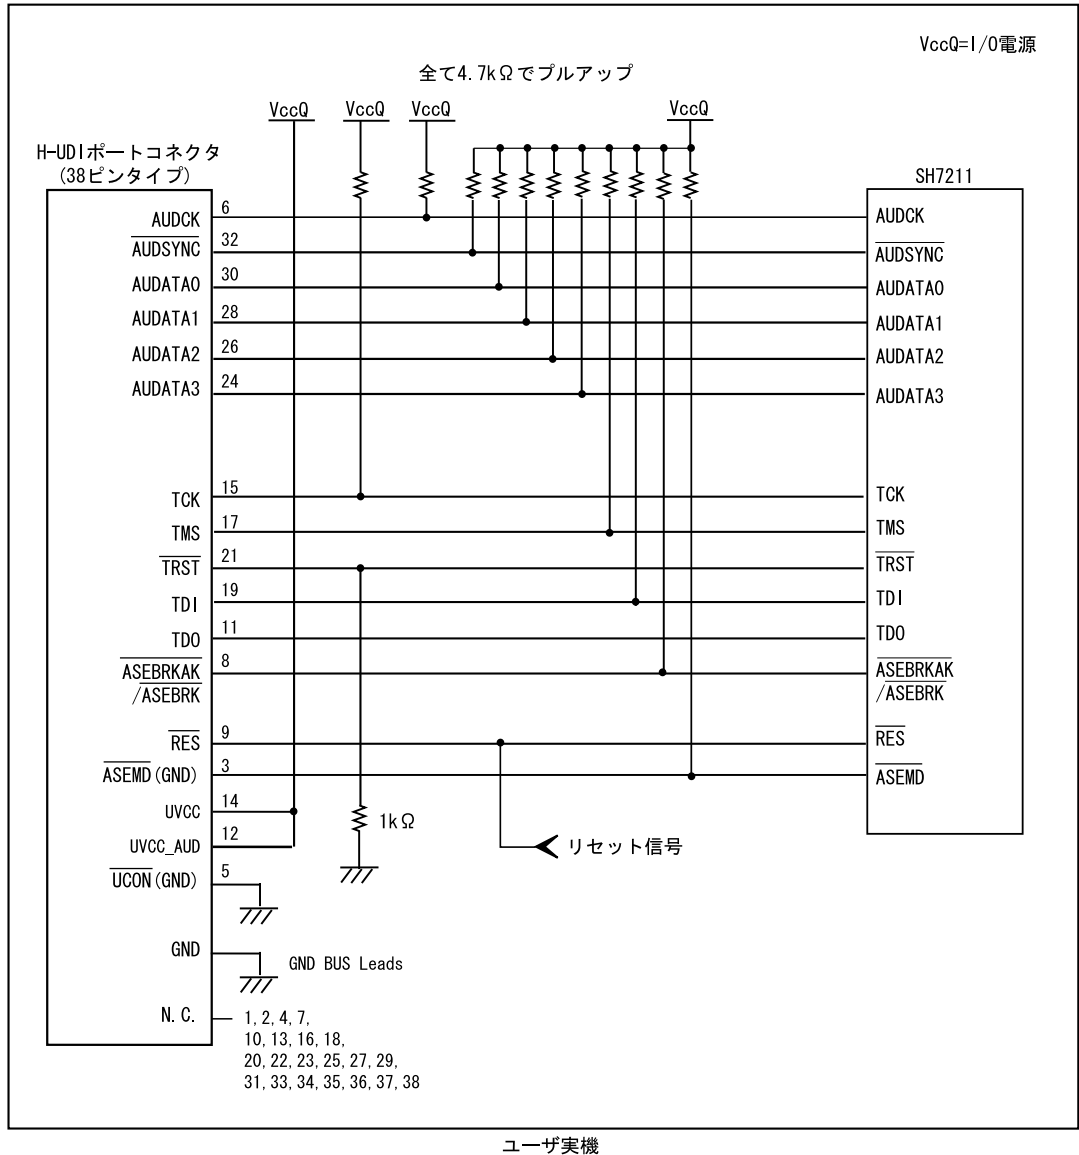 VccQ=I/O電源
全て4.7kΩでプルアップ
VccQ VccQ VccQ VccQ
H-UDIポートコネクタ
(38ピンタイプ)
SH7211
AUDCK 6 AUDCK
AUDSYNC 32 AUDSYNC
AUDATA0 30 AUDATA0
AUDATA1 28 AUDATA1
AUDATA2 26 AUDATA2
AUDATA3 24 AUDATA3
TCK 15 TCK
TMS 17 TMS
TRST 21 TRST
TDI 19 TDI
TDO 11 TDO
ASEBRKAK 8 ASEBRKAK
/ASEBRK /ASEBRK
RES 9 RES
ASEMD(GND) 3 ASEMD
UVCC 14
1kΩ
UVCC_AUD 12
リセット信号
UCON(GND) 5
GND
GND BUS Leads
N.C.
1, 2, 4, 7,
10, 13, 16, 18,
20, 22, 23, 25, 27, 29,
31, 33, 34, 35, 36, 37, 38
ユーザ実機